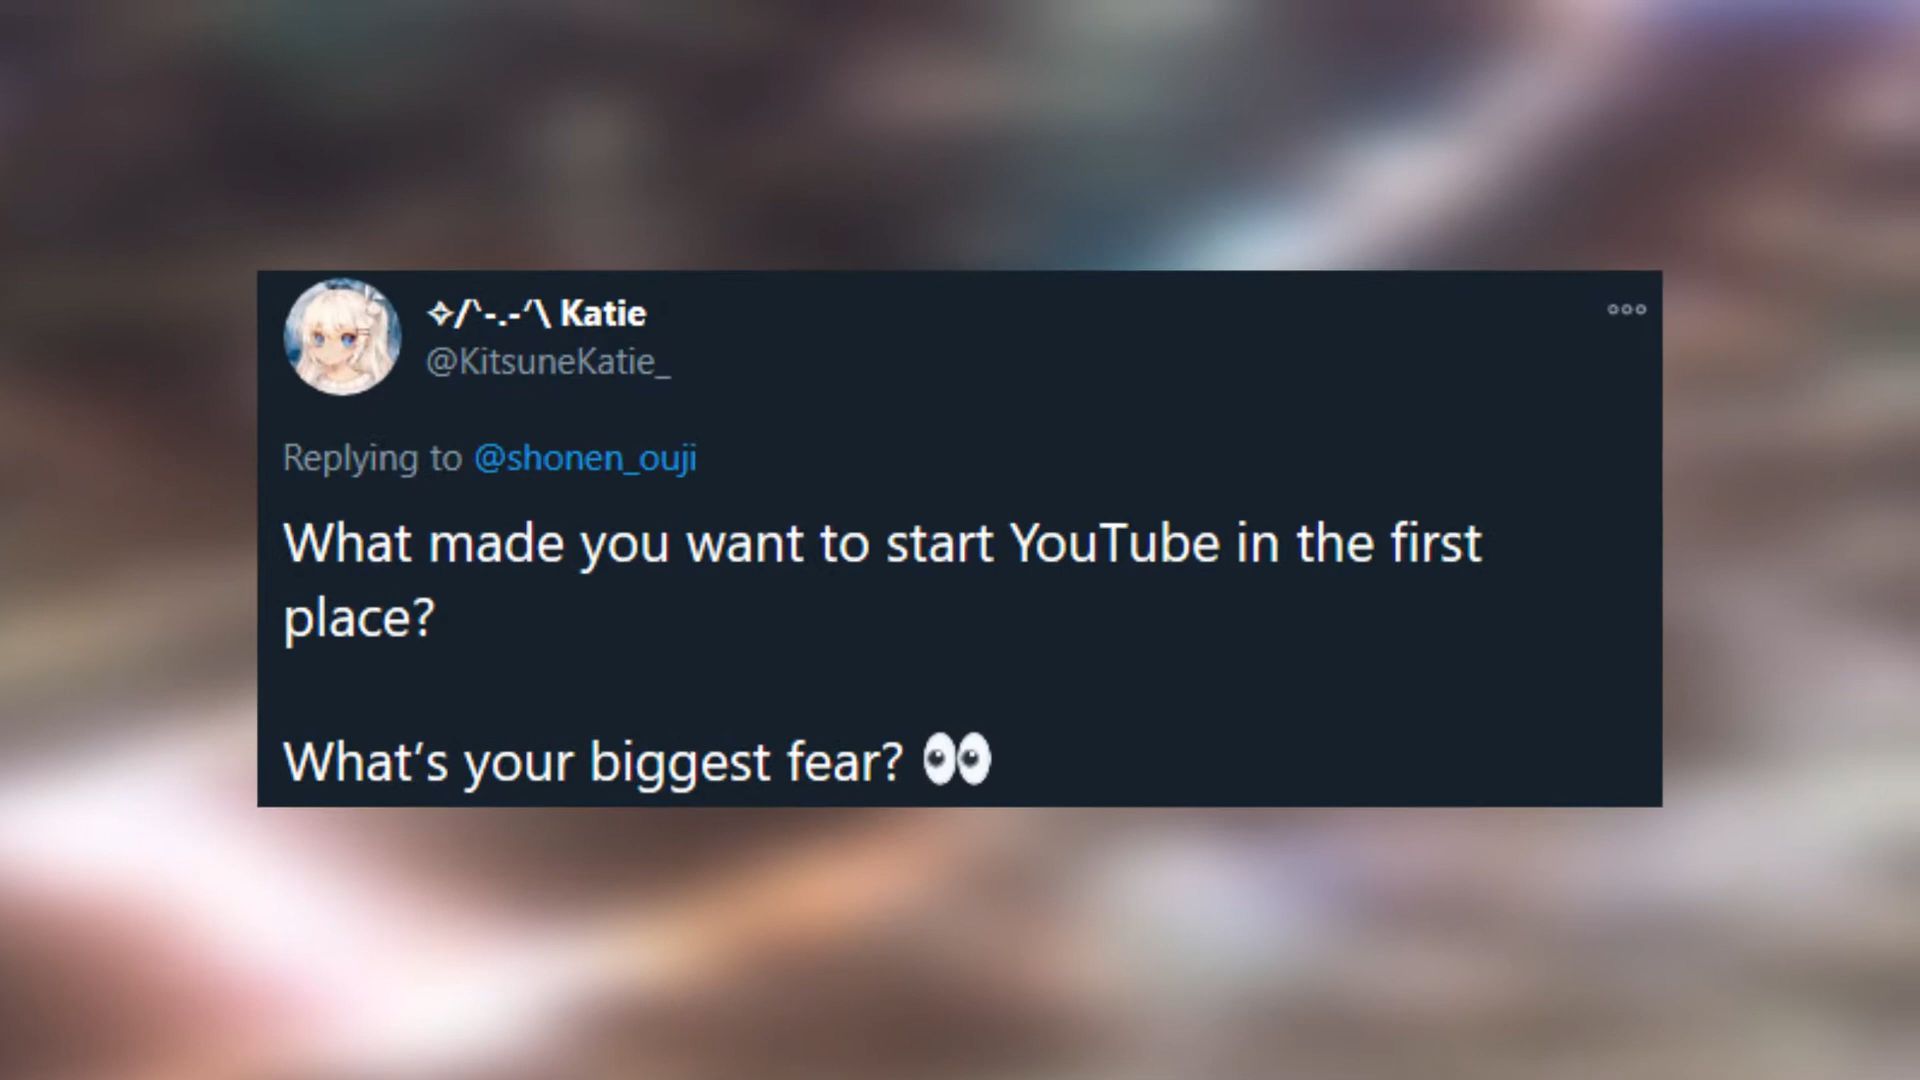 ✧/‵-.-′\ Katie
@KitsuneKatie_
Replying to @shonen_ouji
What made you want to start YouTube in the first
place?
What's your biggest fear? 👀